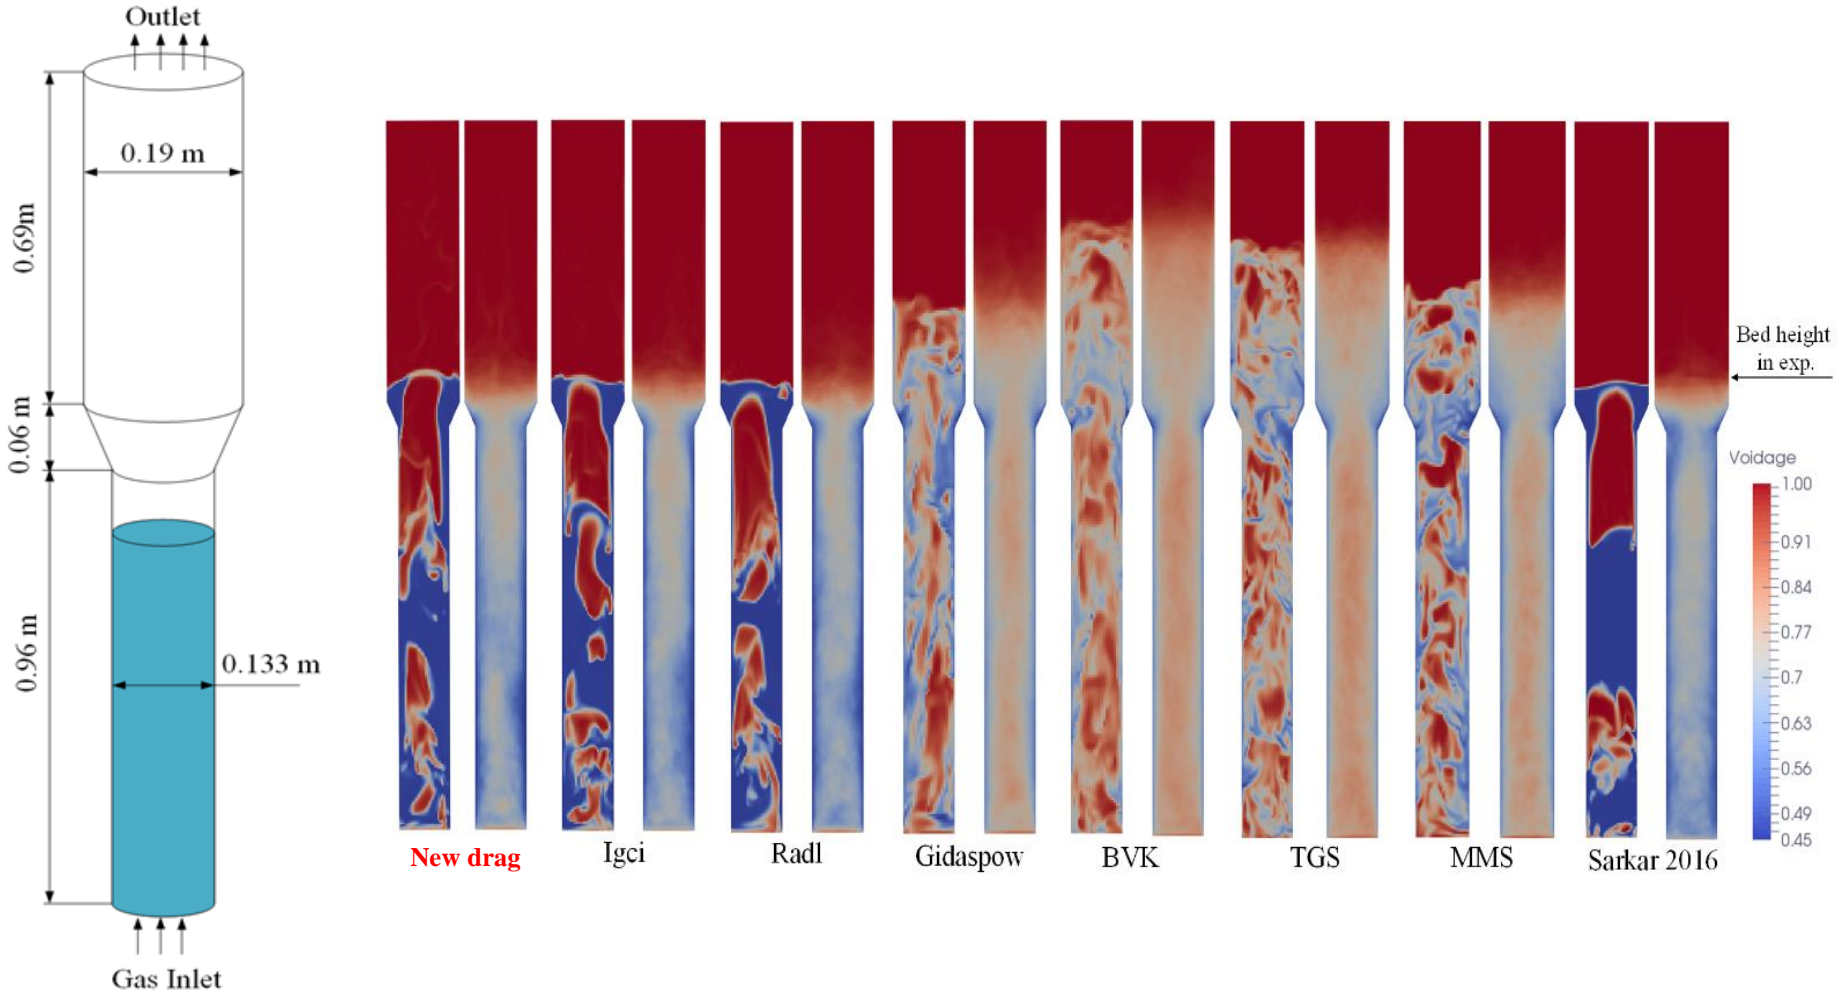 Outlet
0.19 m
0.69m
0.06 m
0.96 m
0.133 m
Gas Inlet
Bed height
in exp.
Voidage
1.00
0.91
0.84
0.77
0.7
0.63
0.56
0.49
0.45
New drag
Igci
Radl
Gidaspow
BVK
TGS
MMS
Sarkar 2016